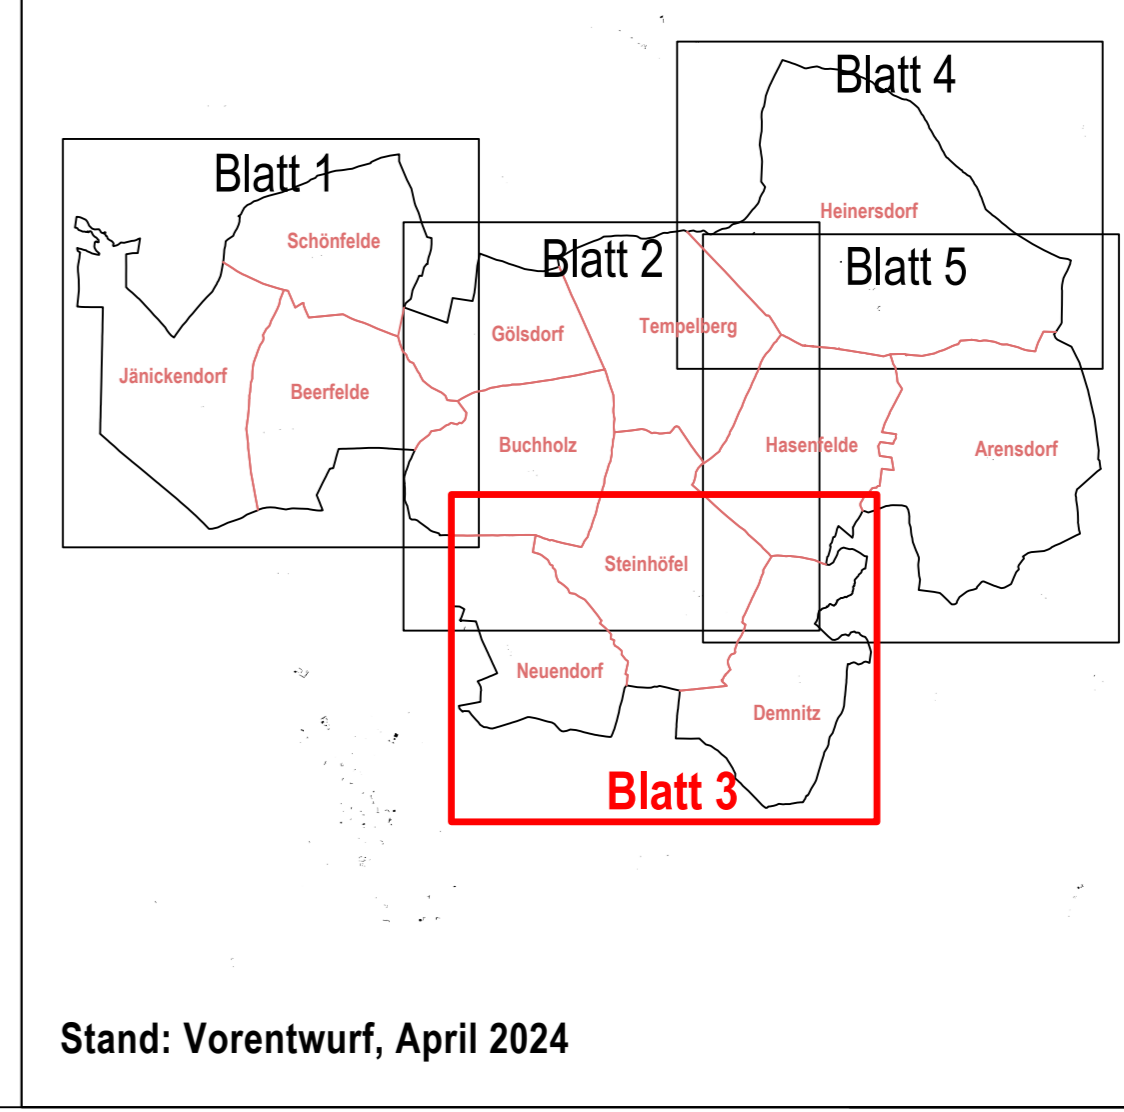 Blatt 4
Blatt 1
Heinersdorf
Schönfelde
Blatt 2
Blatt 5
Gölsdorf
Tempelberg
Jänickendorf
Beerfelde
Buchholz
Hasenfelde
Arensdorf
Steinhöfel
Neuendorf
Demnitz
Blatt 3
Stand: Vorentwurf, April 2024